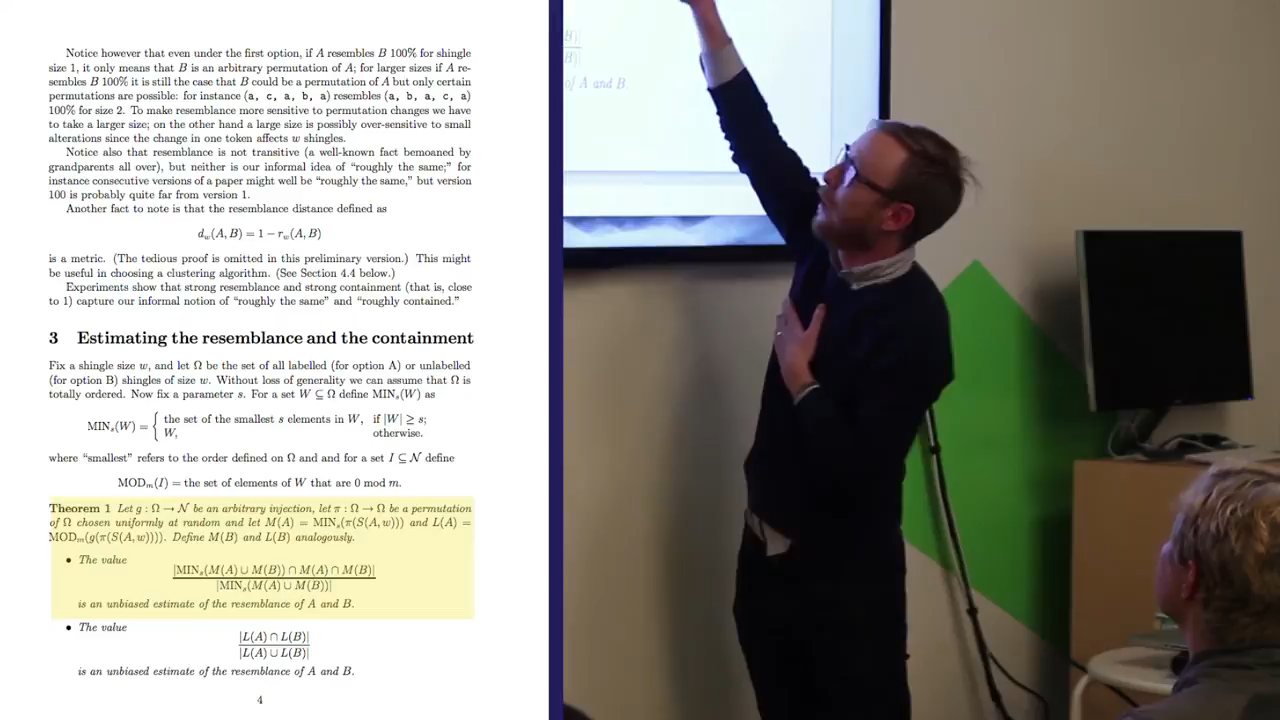 Notice however that even under the first option, if A resembles B 100% for shingle
size 1, it only means that B is an arbitrary permutation of A; for larger sizes if A re-
sembles B 100% it is still the case that B could be a permutation of A but only certain
permutations are possible: for instance (a, c, a, b, a) resembles (a, b, a, c, a)
100% for size 2. To make resemblance more sensitive to permutation changes we have
to take a larger size; on the other hand a large size is possibly over-sensitive to small
alterations since the change in one token affects w shingles.
Notice also that resemblance is not transitive (a well-known fact bemoaned by
grandparents all over), but neither is our informal idea of "roughly the same;" for
instance consecutive versions of a paper might well be "roughly the same," but version
100 is probably quite far from version 1.
Another fact to note is that the resemblance distance defined as
d_w(A, B) = 1 − r_w(A, B)
is a metric. (The tedious proof is omitted in this preliminary version.) This might
be useful in choosing a clustering algorithm. (See Section 4.4 below.)
Experiments show that strong resemblance and strong containment (that is, close
to 1) capture our informal notion of "roughly the same" and "roughly contained."
3 Estimating the resemblance and the containment
Fix a shingle size w, and let Ω be the set of all labelled (for option A) or unlabelled
(for option B) shingles of size w. Without loss of generality we can assume that Ω is
totally ordered. Now fix a parameter s. For a set W ⊆ Ω define MIN_s(W) as
MIN_s(W) = { the set of the smallest s elements in W, if |W| ≥ s;
W, otherwise.
where "smallest" refers to the order defined on Ω and and for a set I ⊆ N define
MOD_m(I) = the set of elements of W that are 0 mod m.
Theorem 1 Let g : Ω → N be an arbitrary injection, let π : Ω → Ω be a permutation
of Ω chosen uniformly at random and let M(A) = MIN_s(π(S(A, w))) and L(A) =
MOD_m(g(π(S(A, w)))). Define M(B) and L(B) analogously.
• The value
|MIN_s(M(A) ∪ M(B)) ∩ M(A) ∩ M(B)|
|MIN_s(M(A) ∪ M(B))|
is an unbiased estimate of the resemblance of A and B.
• The value
|L(A) ∩ L(B)|
|L(A) ∪ L(B)|
is an unbiased estimate of the resemblance of A and B.
4
B)|
B)|
of A and B.